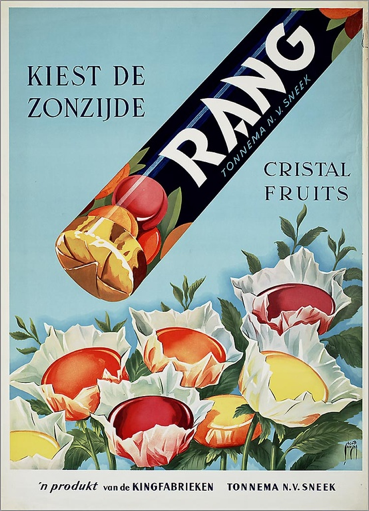 KIEST DE
ZONZIJDE
RANG
TONNEMA N.V. SNEEK
CRISTAL
FRUITS
'n produkt van de KINGFABRIEKEN TONNEMA N.V. SNEEK